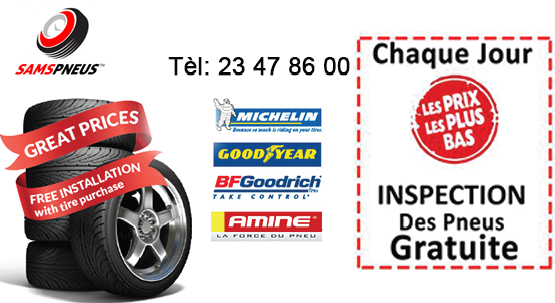 SAMSPNEUS™
GREAT PRICES
FREE INSTALLATION
with tire purchase
Tèl: 23 47 86 00
MICHELIN
Because so much is riding on your tires.
GOODYEAR
BFGoodrich
TAKE CONTROL
AMINE
LA FORCE DU PNEU
Chaque Jour
LES PRIX
LES PLUS
BAS
INSPECTION
Des Pneus
Gratuite